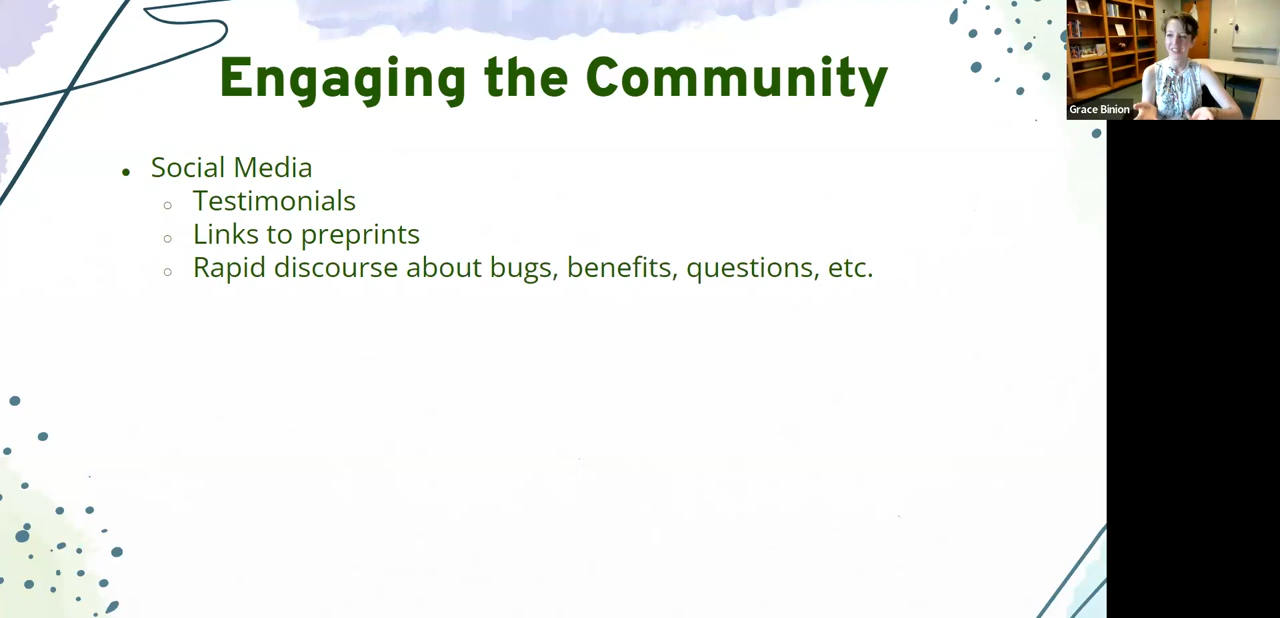 Engaging the Community
Grace Binion
• Social Media
○ Testimonials
○ Links to preprints
○ Rapid discourse about bugs, benefits, questions, etc.